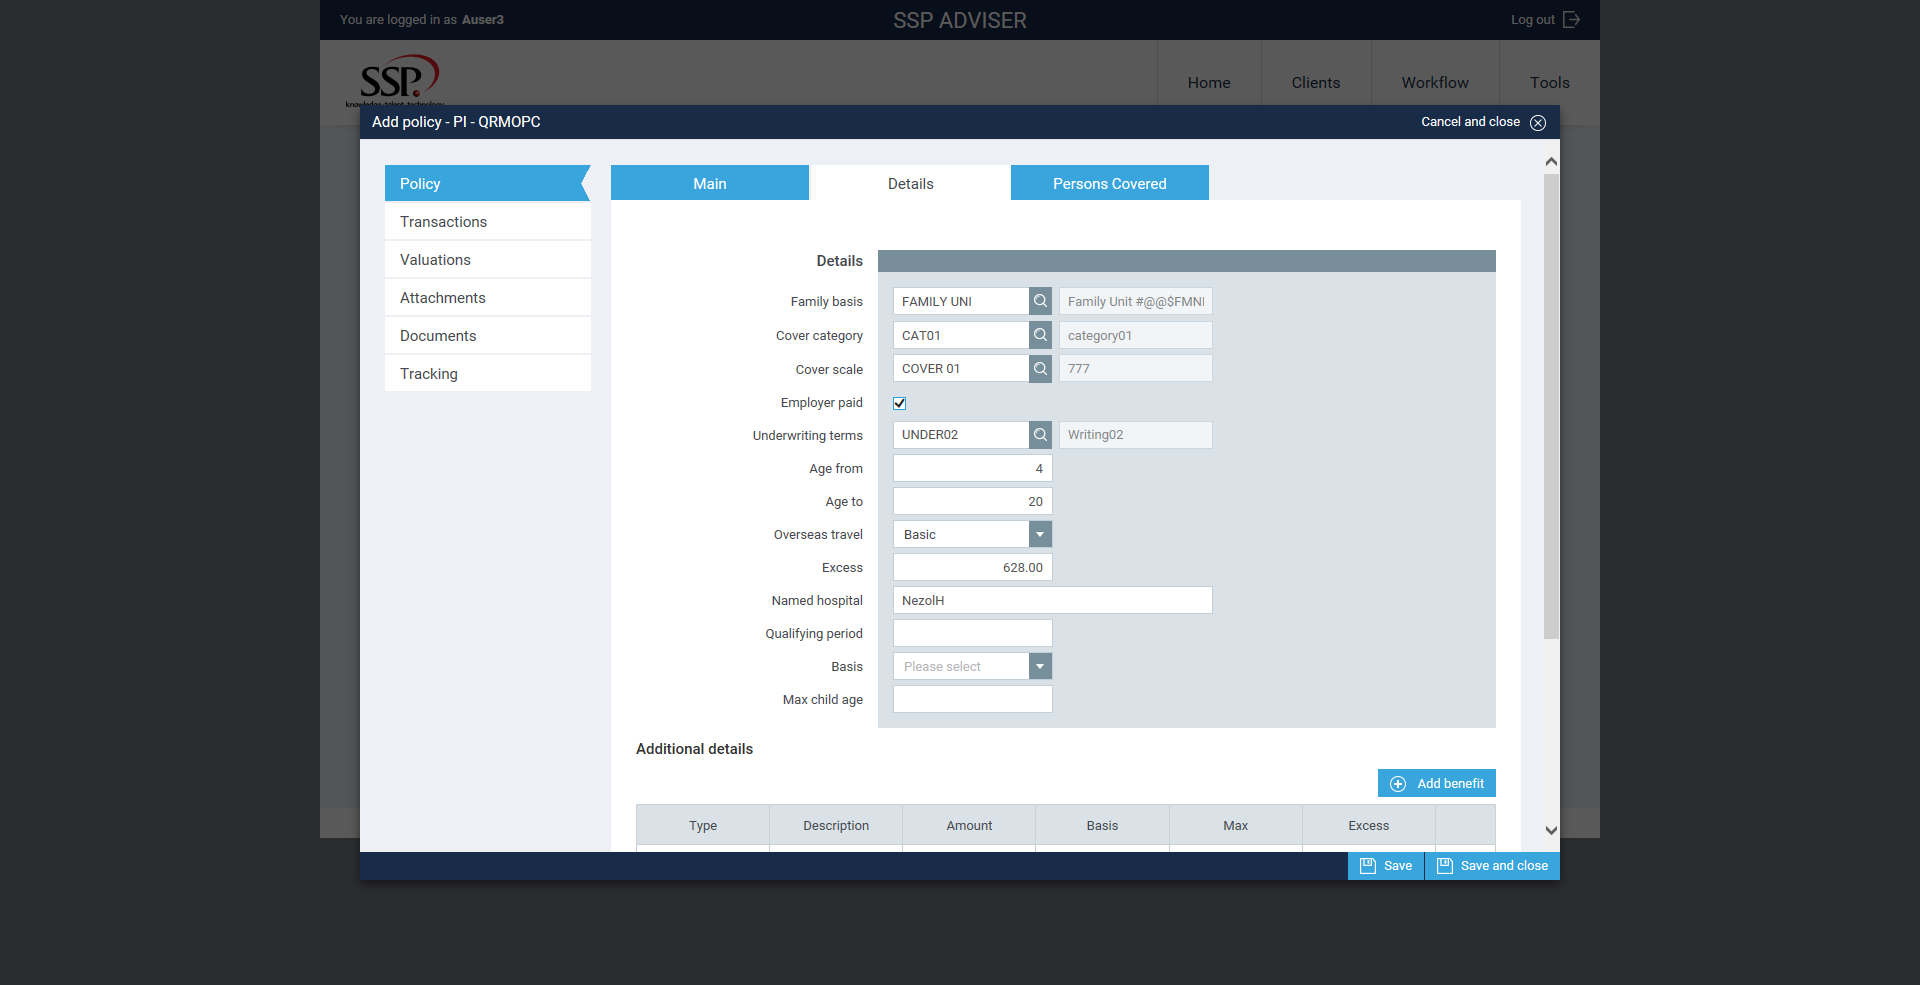 You are logged in as Auser3
SSP ADVISER
Log out
SSP
knowledge-talent-technology
Home
Clients
Workflow
Tools
Add policy - PI - QRMOPC
Cancel and close
Policy
Transactions
Valuations
Attachments
Documents
Tracking
Main
Details
Persons Covered
Details
Family basis FAMILY UNI Family Unit #@@$FMNI
Cover category CAT01 category01
Cover scale COVER 01 777
Employer paid
Underwriting terms UNDER02 Writing02
Age from 4
Age to 20
Overseas travel Basic
Excess 628.00
Named hospital NezolH
Qualifying period
Basis Please select
Max child age
Additional details
Add benefit
Type Description Amount Basis Max Excess
Save
Save and close